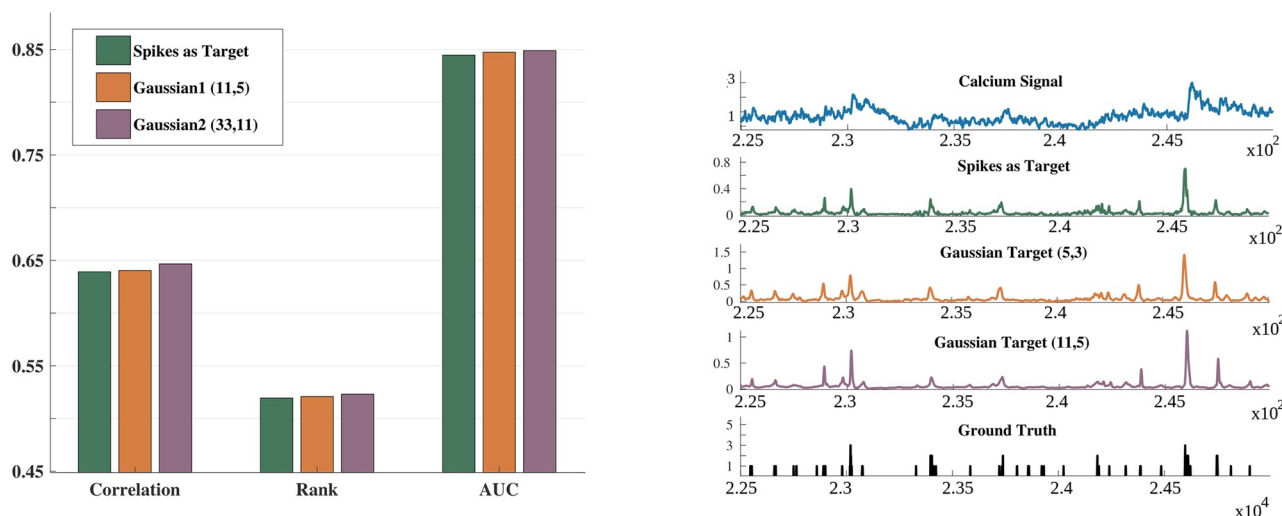 0.85
0.75
0.65
0.55
0.45
Spikes as Target
Gaussian1 (11,5)
Gaussian2 (33,11)
Correlation Rank AUC
Calcium Signal
3
1
2.25 2.3 2.35 2.4 2.45
x10²
Spikes as Target
0.8
0.4
0
2.25 2.3 2.35 2.4 2.45
x10²
Gaussian Target (5,3)
1.5
1
0.5
0
2.25 2.3 2.35 2.4 2.45
x10²
Gaussian Target (11,5)
1
0.5
0
2.25 2.3 2.35 2.4 2.45
x10²
Ground Truth
5
3
1
2.25 2.3 2.35 2.4 2.45
x10⁴